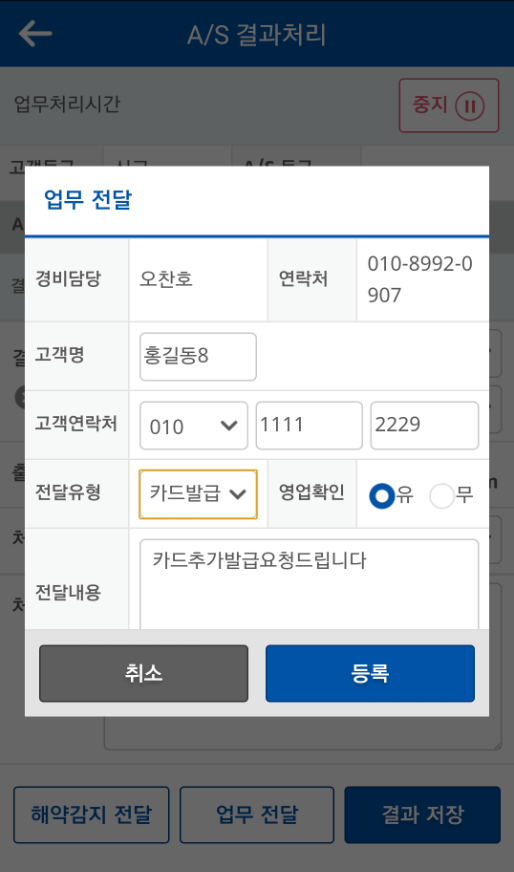 A/S 결과처리
업무처리시간
중지
업무 전달
경비담당 오찬호 연락처 010-8992-0
907
고객명 홍길동8
고객연락처 010 1111 2229
전달유형 카드발급 영업확인 유 무
전달내용 카드추가발급요청드립니다
취소 등록
해약감지 전달 업무 전달 결과 저장